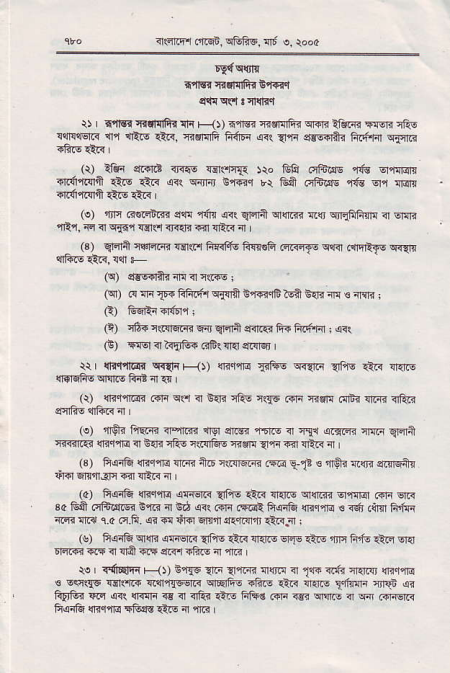 ৭৮০ বাংলাদেশ গেজেট, অতিরিক্ত, মার্চ ৩, ২০০৫
চতুর্থ অধ্যায়
রূপান্তর সরঞ্জামাদির উপকরণ
প্রথম অংশ ঃ সাধারণ
২১। রূপান্তর সরঞ্জামাদির মান।—(১) রূপান্তর সরঞ্জামাদির আকার ইঞ্জিনের ক্ষমতার সহিত
যথাযথভাবে খাপ খাইতে হইবে, সরঞ্জামাদি নির্বাচন এবং স্থাপন প্রস্তুতকারীর নির্দেশনা অনুসারে
করিতে হইবে।
(২) ইঞ্জিন প্রকোষ্টে ব্যবহৃত যন্ত্রাংশসমূহ ১২০ ডিগ্রি সেন্টিগ্রেড পর্যন্ত তাপমাত্রায়
কার্যোপযোগী হইতে হইবে এবং অন্যান্য উপকরণ ৮২ ডিগ্রী সেন্টিগ্রেড পর্যন্ত তাপ মাত্রায়
কার্যোপযোগী হইতে হইবে।
(৩) গ্যাস রেগুলেটরের প্রথম পর্যায় এবং জ্বালানী আধারের মধ্যে অ্যালুমিনিয়াম বা তামার
পাইপ, নল বা অনুরূপ যন্ত্রাংশ ব্যবহার করা যাইবে না।
(৪) জ্বালানী সঞ্চালনের যন্ত্রাংশে নিম্নবর্ণিত বিষয়গুলি লেবেলকৃত অথবা খোদাইকৃত অবস্থায়
থাকিতে হইবে, যথা ঃ—
(অ) প্রস্তুতকারীর নাম বা সংকেত ;
(আ) যে মান সূচক বিনির্দেশ অনুযায়ী উপকরণটি তৈরী উহার নাম ও নাম্বার ;
(ই) ডিজাইন কার্যচাপ ;
(ঈ) সঠিক সংযোজনের জন্য জ্বালানী প্রবাহের দিক নির্দেশনা ; এবং
(উ) ক্ষমতা বা বৈদ্যুতিক রেটিং যাহা প্রযোজ্য।
২২। ধারণপাত্রের অবস্থান।—(১) ধারণপাত্র সুরক্ষিত অবস্থানে স্থাপিত হইবে যাহাতে
ধাক্কাজনিত আঘাতে বিনষ্ট না হয়।
(২) ধারণপাত্রের কোন অংশ বা উহার সহিত সংযুক্ত কোন সরঞ্জাম মোটর যানের বাহিরে
প্রসারিত থাকিবে না।
(৩) গাড়ীর পিছনের বাম্পারের খাড়া প্রান্তের পশ্চাতে বা সম্মুখ এক্সেলের সামনে জ্বালানী
সরবরাহের ধারণপাত্র বা উহার সহিত সংযোজিত সরঞ্জাম স্থাপন করা যাইবে না।
(৪) সিএনজি ধারণপাত্র যানের নীচে সংযোজনের ক্ষেত্রে ভূ-পৃষ্ট ও গাড়ীর মধ্যের প্রয়োজনীয়
ফাঁকা জায়গা হ্রাস করা যাইবে না।
(৫) সিএনজি ধারণপাত্র এমনভাবে স্থাপিত হইবে যাহাতে আধারের তাপমাত্রা কোন ভাবে
৪৫ ডিগ্রী সেন্টিগ্রেডের উপরে না উঠে এবং কোন ক্ষেত্রেই সিএনজি ধারণপাত্র ও বর্জ্য ধোঁয়া নির্গমন
নলের মাঝে ৭.৫ সে.মি. এর কম ফাঁকা জায়গা গ্রহণযোগ্য হইবে না ;
(৬) সিএনজি আধার এমনভাবে স্থাপিত হইবে যাহাতে ভাল্ভ হইতে গ্যাস নির্গত হইলে তাহা
চালকের কক্ষে বা যাত্রী কক্ষে প্রবেশ করিতে না পারে।
২৩। বর্ম্মাচ্ছাদন।—(১) উপযুক্ত স্থানে স্থাপনের মাধ্যমে বা পৃথক বর্মের সাহায্যে ধারণপাত্র
ও তৎসংযুক্ত যন্ত্রাংশকে যথোপযুক্তভাবে আচ্ছাদিত করিতে হইবে যাহাতে ঘূর্ণায়মান স্যাফ্ট এর
বিচ্যুতির ফলে এবং ধাবমান বস্তু বা বাহির হইতে নিক্ষিপ্ত কোন বস্তুর আঘাতে বা অন্য কোনভাবে
সিএনজি ধারণপাত্র ক্ষতিগ্রস্ত হইতে না পারে।